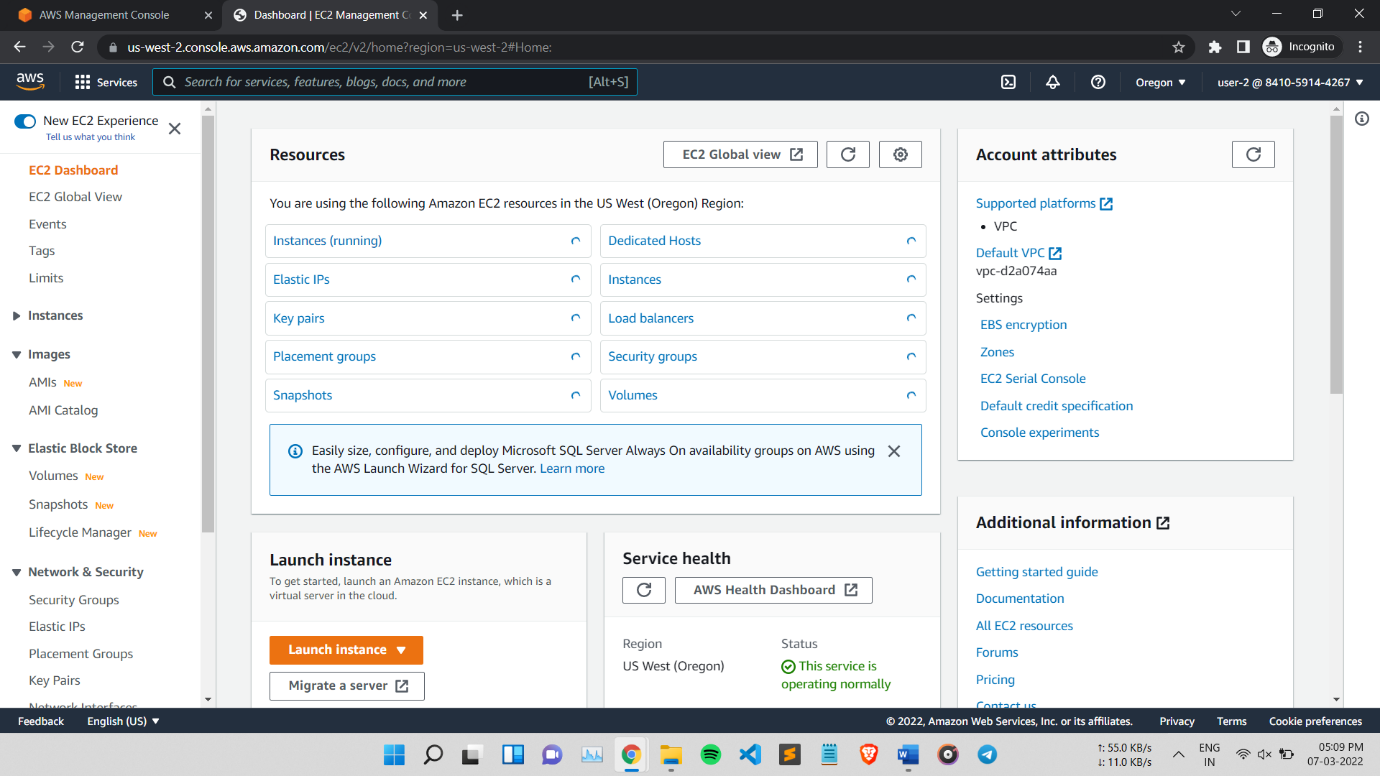 AWS Management Console
Dashboard | EC2 Management C
us-west-2.console.aws.amazon.com/ec2/v2/home?region=us-west-2#Home:
Incognito
aws
Services
Search for services, features, blogs, docs, and more
[Alt+S]
Oregon
user-2 @ 8410-5914-4267
New EC2 Experience
Tell us what you think
EC2 Dashboard
EC2 Global View
Events
Tags
Limits
Instances
Images
AMIs New
AMI Catalog
Elastic Block Store
Volumes New
Snapshots New
Lifecycle Manager New
Network & Security
Security Groups
Elastic IPs
Placement Groups
Key Pairs
Network Interfaces
Resources
EC2 Global view
You are using the following Amazon EC2 resources in the US West (Oregon) Region:
Instances (running)
Dedicated Hosts
Elastic IPs
Instances
Key pairs
Load balancers
Placement groups
Security groups
Snapshots
Volumes
Easily size, configure, and deploy Microsoft SQL Server Always On availability groups on AWS using
the AWS Launch Wizard for SQL Server. Learn more
Launch instance
To get started, launch an Amazon EC2 instance, which is a
virtual server in the cloud.
Launch instance
Migrate a server
Service health
AWS Health Dashboard
Region
Status
US West (Oregon)
This service is
operating normally
Account attributes
Supported platforms
• VPC
Default VPC
vpc-d2a074aa
Settings
EBS encryption
Zones
EC2 Serial Console
Default credit specification
Console experiments
Additional information
Getting started guide
Documentation
All EC2 resources
Forums
Pricing
Contact us
Feedback
English (US)
© 2022, Amazon Web Services, Inc. or its affiliates.
Privacy
Terms
Cookie preferences
↑: 55.0 KB/s
↓: 11.0 KB/s
ENG
IN
05:09 PM
07-03-2022